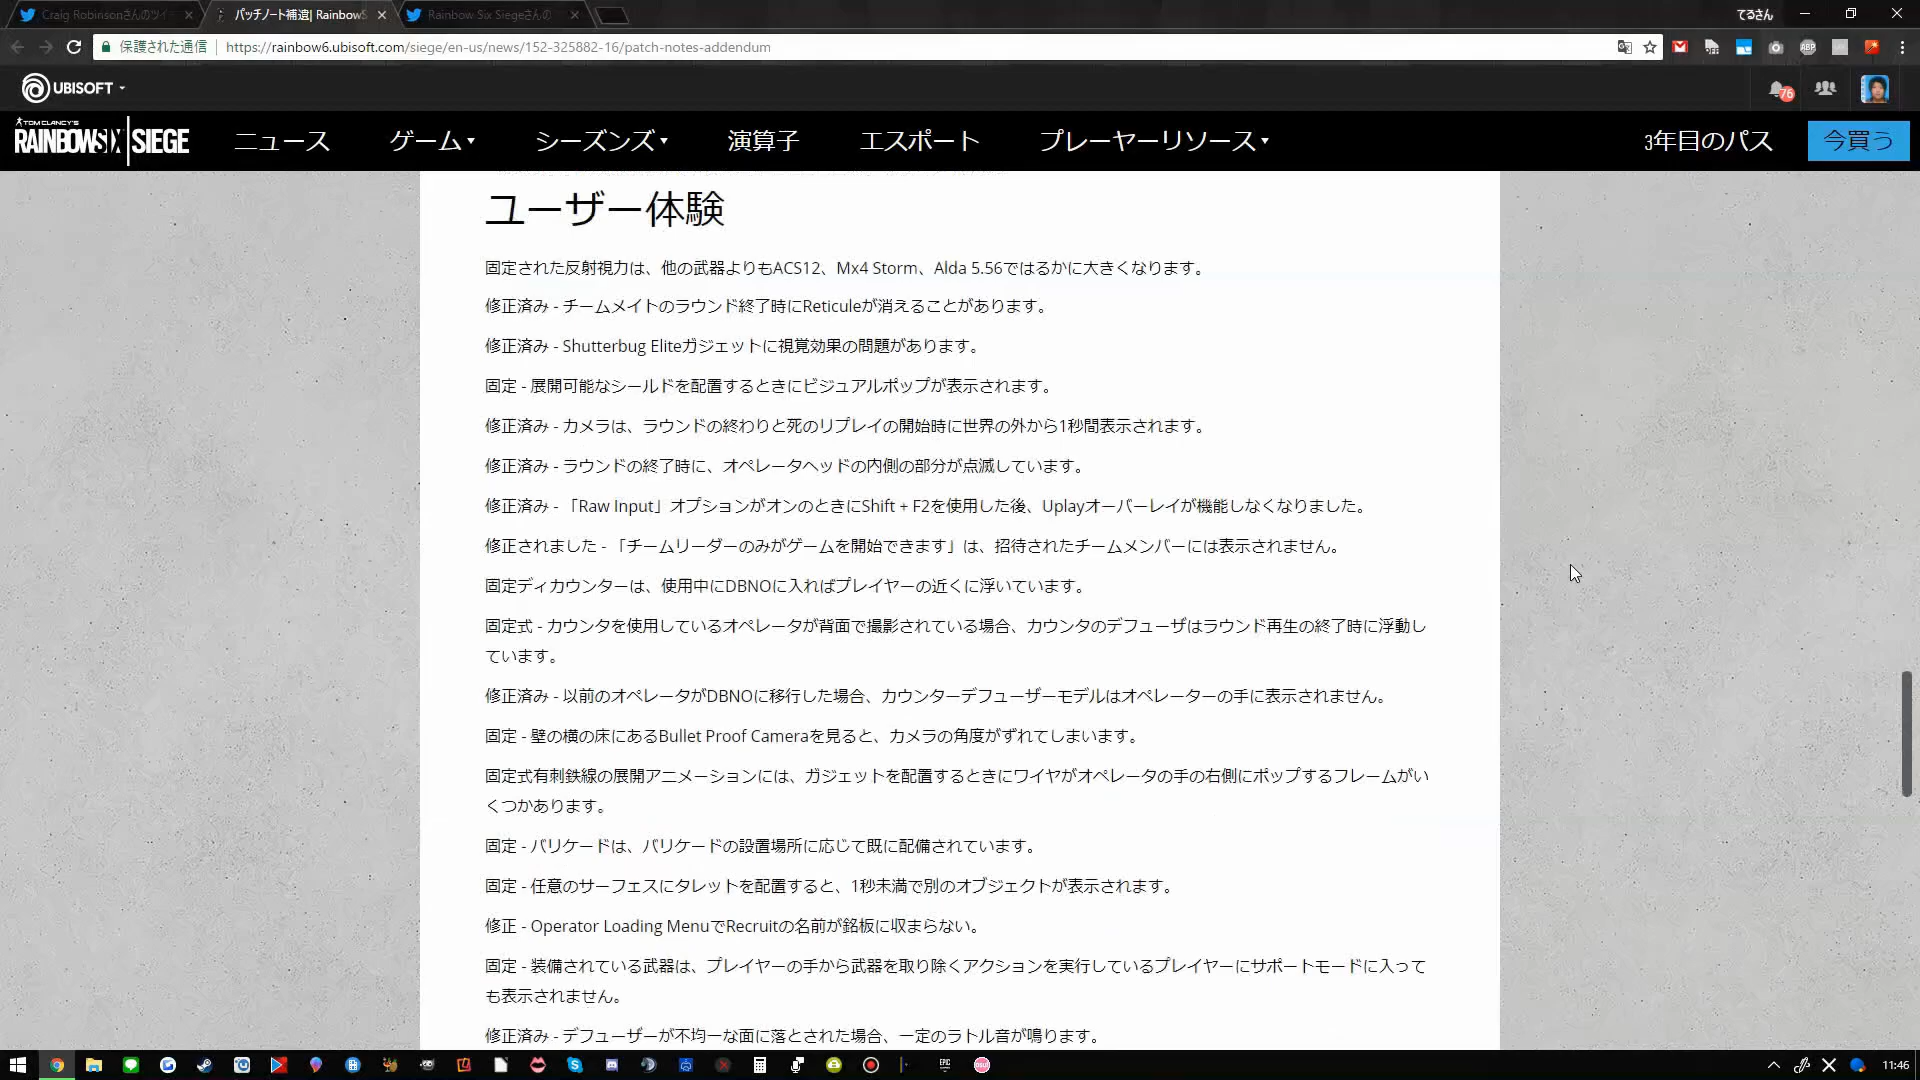 Craig Robinsonさんのツイ
パッチノート補遺| RainbowS
Rainbow Six Siegeさんの
てるさん
保護された通信
https://rainbow6.ubisoft.com/siege/en-us/news/152-325882-16/patch-notes-addendum
UBISOFT
76
TOM CLANCY'S
RAINBOWSIX SIEGE
ニュース
ゲーム
シーズンズ
演算子
エスポート
プレーヤーリソース
3年目のパス
今買う
ユーザー体験
固定された反射視力は、他の武器よりもACS12、Mx4 Storm、Alda 5.56ではるかに大きくなります。
修正済み - チームメイトのラウンド終了時にReticuleが消えることがあります。
修正済み - Shutterbug Eliteガジェットに視覚効果の問題があります。
固定 - 展開可能なシールドを配置するときにビジュアルポップが表示されます。
修正済み - カメラは、ラウンドの終わりと死のリプレイの開始時に世界の外から1秒間表示されます。
修正済み - ラウンドの終了時に、オペレータヘッドの内側の部分が点滅しています。
修正済み - 「Raw Input」オプションがオンのときにShift + F2を使用した後、Uplayオーバーレイが機能しなくなりました。
修正されました - 「チームリーダーのみがゲームを開始できます」は、招待されたチームメンバーには表示されません。
固定ディカウンターは、使用中にDBNOに入ればプレイヤーの近くに浮いています。
固定式 - カウンタを使用しているオペレータが背面で撮影されている場合、カウンタのデフューザはラウンド再生の終了時に浮動し
ています。
修正済み - 以前のオペレータがDBNOに移行した場合、カウンターデフューザーモデルはオペレーターの手に表示されません。
固定 - 壁の横の床にあるBullet Proof Cameraを見ると、カメラの角度がずれてしまいます。
固定式有刺鉄線の展開アニメーションには、ガジェットを配置するときにワイヤがオペレータの手の右側にポップするフレームがい
くつかあります。
固定 - バリケードは、バリケードの設置場所に応じて既に配備されています。
固定 - 任意のサーフェスにタレットを配置すると、1秒未満で別のオブジェクトが表示されます。
修正 - Operator Loading MenuでRecruitの名前が銘板に収まらない。
固定 - 装備されている武器は、プレイヤーの手から武器を取り除くアクションを実行しているプレイヤーにサポートモードに入って
も表示されません。
修正済み - デフューザーが不均一な面に落とされた場合、一定のラトル音が鳴ります。
11:46